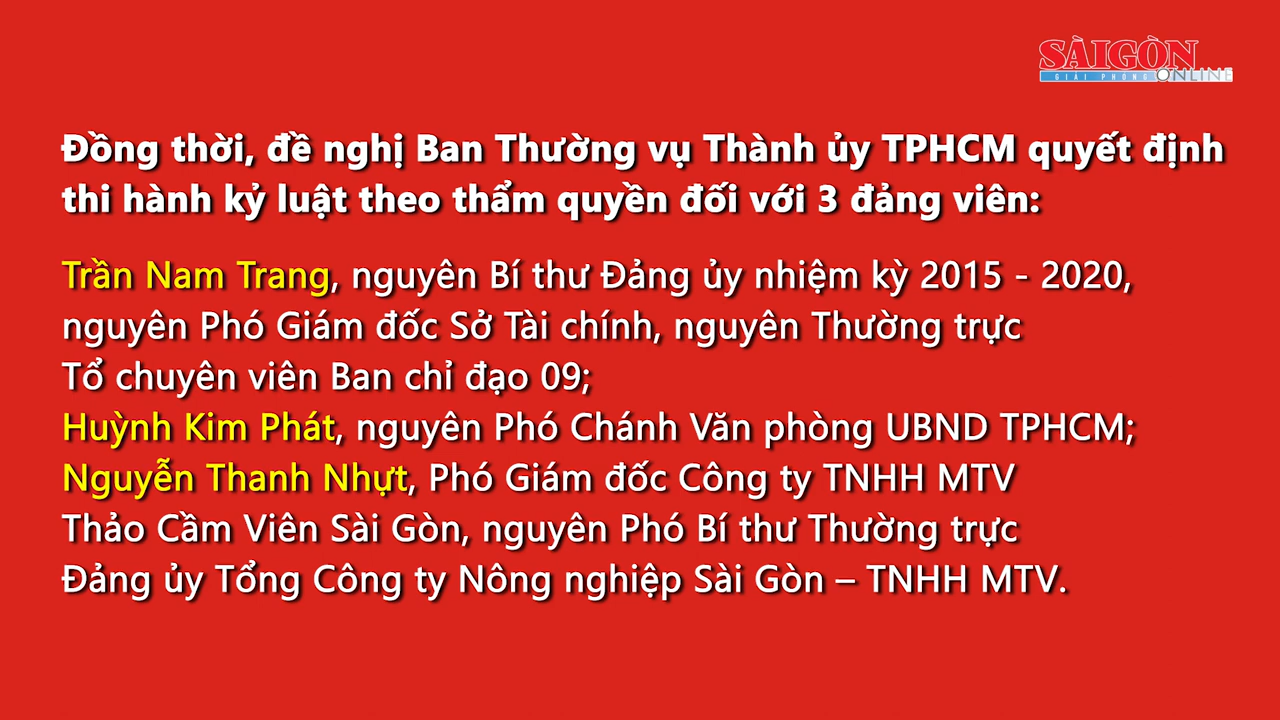 SÀIGÒN
GIẢI PHÓNG ONLINE
Đồng thời, đề nghị Ban Thường vụ Thành ủy TPHCM quyết định
thi hành kỷ luật theo thẩm quyền đối với 3 đảng viên:
Trần Nam Trang, nguyên Bí thư Đảng ủy nhiệm kỳ 2015 - 2020,
nguyên Phó Giám đốc Sở Tài chính, nguyên Thường trực
Tổ chuyên viên Ban chỉ đạo 09;
Huỳnh Kim Phát, nguyên Phó Chánh Văn phòng UBND TPHCM;
Nguyễn Thanh Nhựt, Phó Giám đốc Công ty TNHH MTV
Thảo Cầm Viên Sài Gòn, nguyên Phó Bí thư Thường trực
Đảng ủy Tổng Công ty Nông nghiệp Sài Gòn – TNHH MTV.